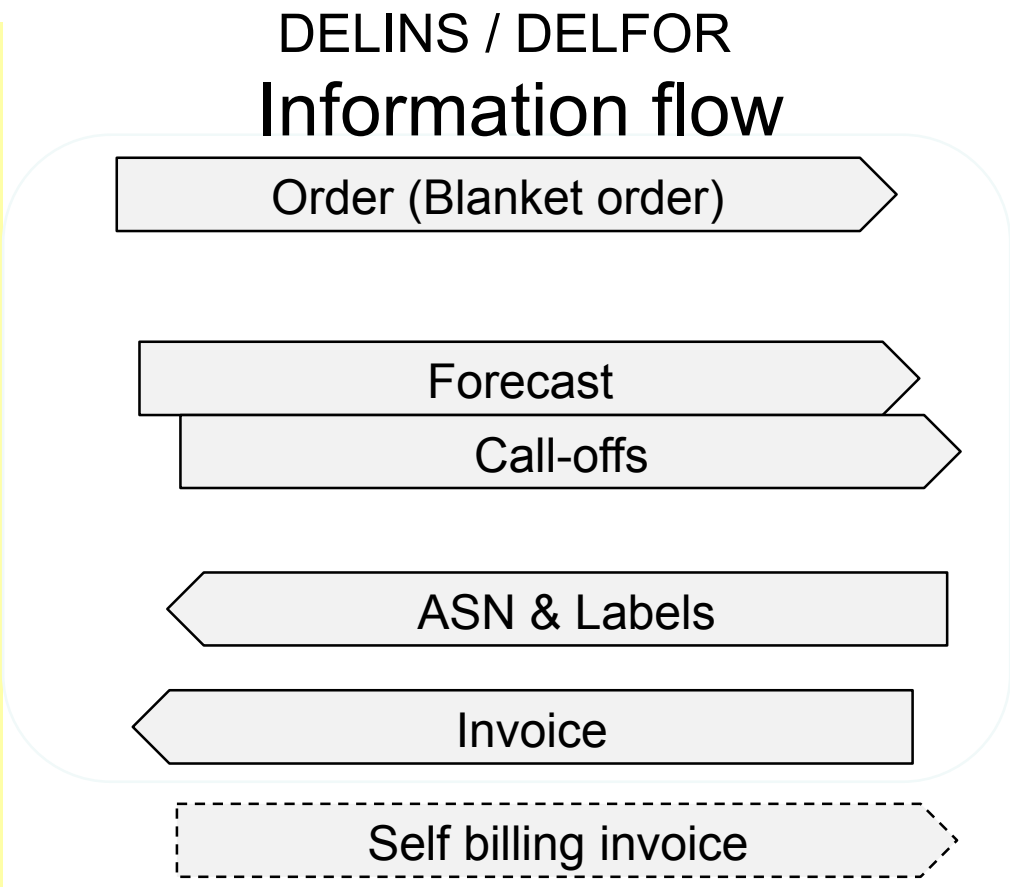 DELINS / DELFOR
Information flow
Order (Blanket order)
Forecast
Call-offs
ASN & Labels
Invoice
Self billing invoice